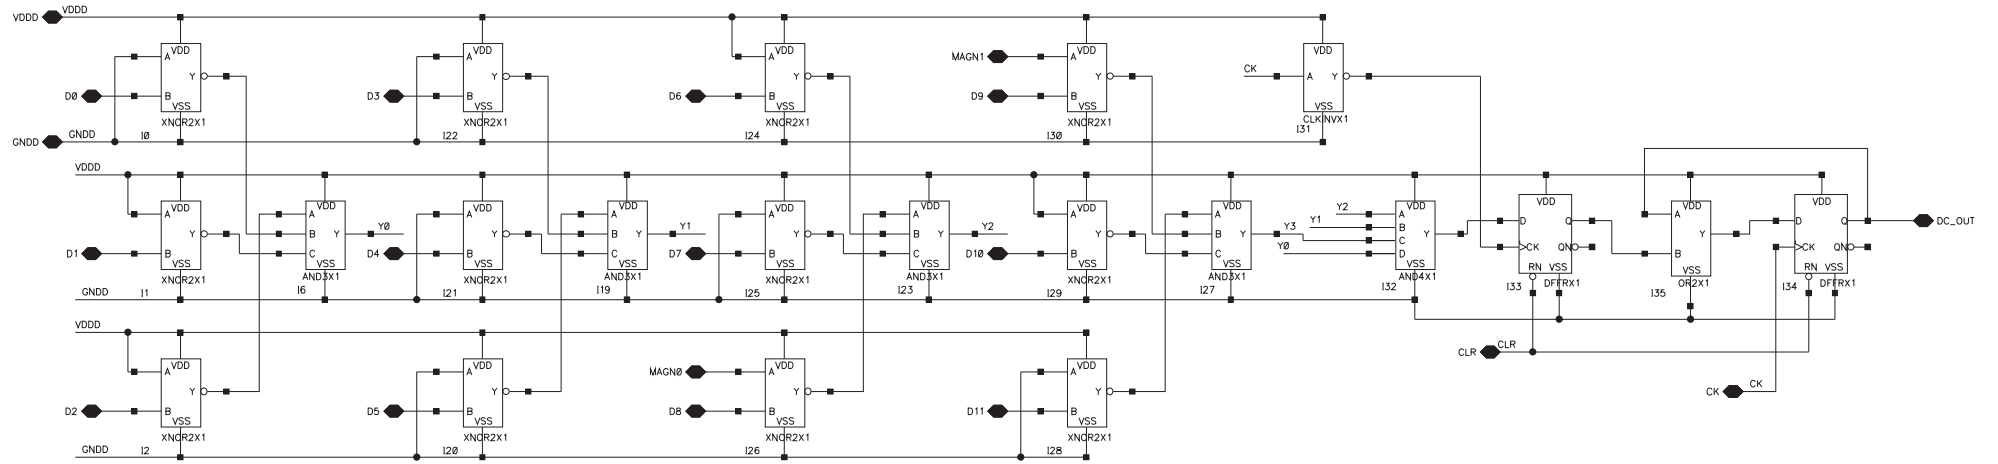 VDDD VDDD
VDD VDD VDD VDD VDD
A Y A Y A Y MAGN1 A Y CK A Y
D0 B D3 B D6 B D9 B
VSS VSS VSS VSS VSS
XNOR2X1 XNOR2X1 XNOR2X1 XNOR2X1 CLKINVX1
GNDD GNDD I0 I22 I24 I30 I31
VDDD
VDD VDD VDD VDD VDD VDD VDD VDD VDD VDD VDD VDD
A Y A B C Y Y0 A Y A B C Y Y1 A Y A B C Y Y2 A Y A B C Y Y3 Y2 Y1 Y0 A B C D Y D Q A Y D Q DC_OUT
D1 B D4 B D7 B D10 B CK QN B CK QN
VSS VSS VSS VSS VSS VSS VSS VSS VSS RN VSS VSS RN VSS
XNOR2X1 AND3X1 XNOR2X1 AND3X1 XNOR2X1 AND3X1 XNOR2X1 AND3X1 AND4X1 DFFRX1 OR2X1 DFFRX1
GNDD I1 I6 I21 I19 I25 I23 I29 I27 I32 I33 I35 I34
VDDD
CLR CLR
VDD VDD VDD VDD
A Y A Y MAGN0 A Y A Y
CK CK
D2 B D5 B D8 B D11 B
VSS VSS VSS VSS
XNOR2X1 XNOR2X1 XNOR2X1 XNOR2X1
GNDD I2 I20 I26 I28